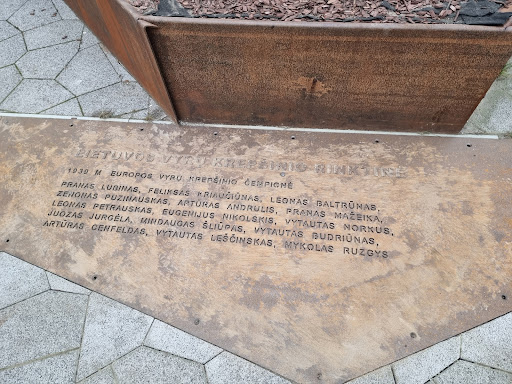 LIETUVOS VYRŲ KREPŠINIO RINKTINĖ
1939 M. EUROPOS VYRŲ KREPŠINIO ČEMPIONĖ
PRANAS LUBINAS, FELIKSAS KRIAUČIŪNAS, LEONAS BALTRŪNAS,
ZENONAS PUZINAUSKAS, ARTŪRAS ANDRULIS, PRANAS MAŽEIKA,
LEONAS PETRAUSKAS, EUGENIJUS NIKOLSKIS, VYTAUTAS NORKUS,
JUOZAS JURGĖLA, MINDAUGAS ŠLIŪPAS, VYTAUTAS BUDRIŪNAS,
ARTŪRAS GENFELDAS, VYTAUTAS LEŠČINSKAS, MYKOLAS RUZGYS